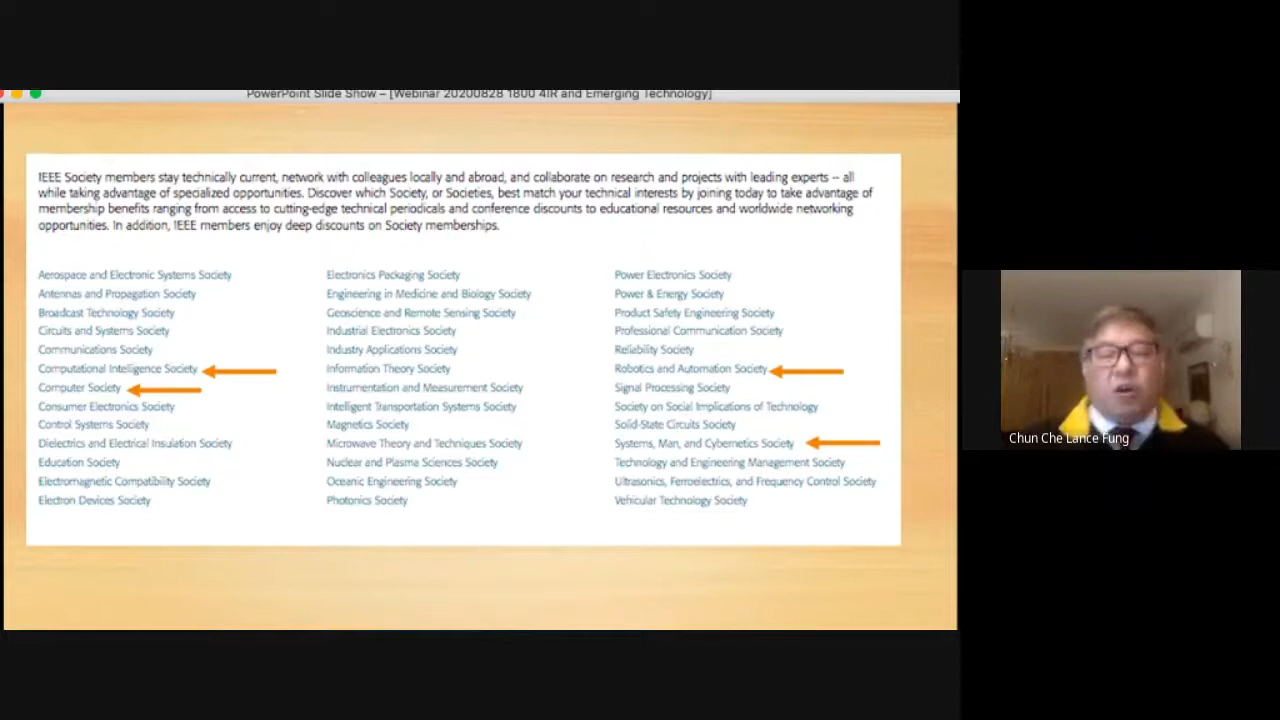 PowerPoint Slide Show – [Webinar 20200828 1800 4IR and Emerging Technology]
IEEE Society members stay technically current, network with colleagues locally and abroad, and collaborate on research and projects with leading experts -- all
while taking advantage of specialized opportunities. Discover which Society, or Societies, best match your technical interests by joining today to take advantage of
membership benefits ranging from access to cutting-edge technical periodicals and conference discounts to educational resources and worldwide networking
opportunities. In addition, IEEE members enjoy deep discounts on Society memberships.
Aerospace and Electronic Systems Society
Antennas and Propagation Society
Broadcast Technology Society
Circuits and Systems Society
Communications Society
Computational Intelligence Society
Computer Society
Consumer Electronics Society
Control Systems Society
Dielectrics and Electrical Insulation Society
Education Society
Electromagnetic Compatibility Society
Electron Devices Society
Electronics Packaging Society
Engineering in Medicine and Biology Society
Geoscience and Remote Sensing Society
Industrial Electronics Society
Industry Applications Society
Information Theory Society
Instrumentation and Measurement Society
Intelligent Transportation Systems Society
Magnetics Society
Microwave Theory and Techniques Society
Nuclear and Plasma Sciences Society
Oceanic Engineering Society
Photonics Society
Power Electronics Society
Power & Energy Society
Product Safety Engineering Society
Professional Communication Society
Reliability Society
Robotics and Automation Society
Signal Processing Society
Society on Social Implications of Technology
Solid-State Circuits Society
Systems, Man, and Cybernetics Society
Technology and Engineering Management Society
Ultrasonics, Ferroelectrics, and Frequency Control Society
Vehicular Technology Society
Chun Che Lance Fung